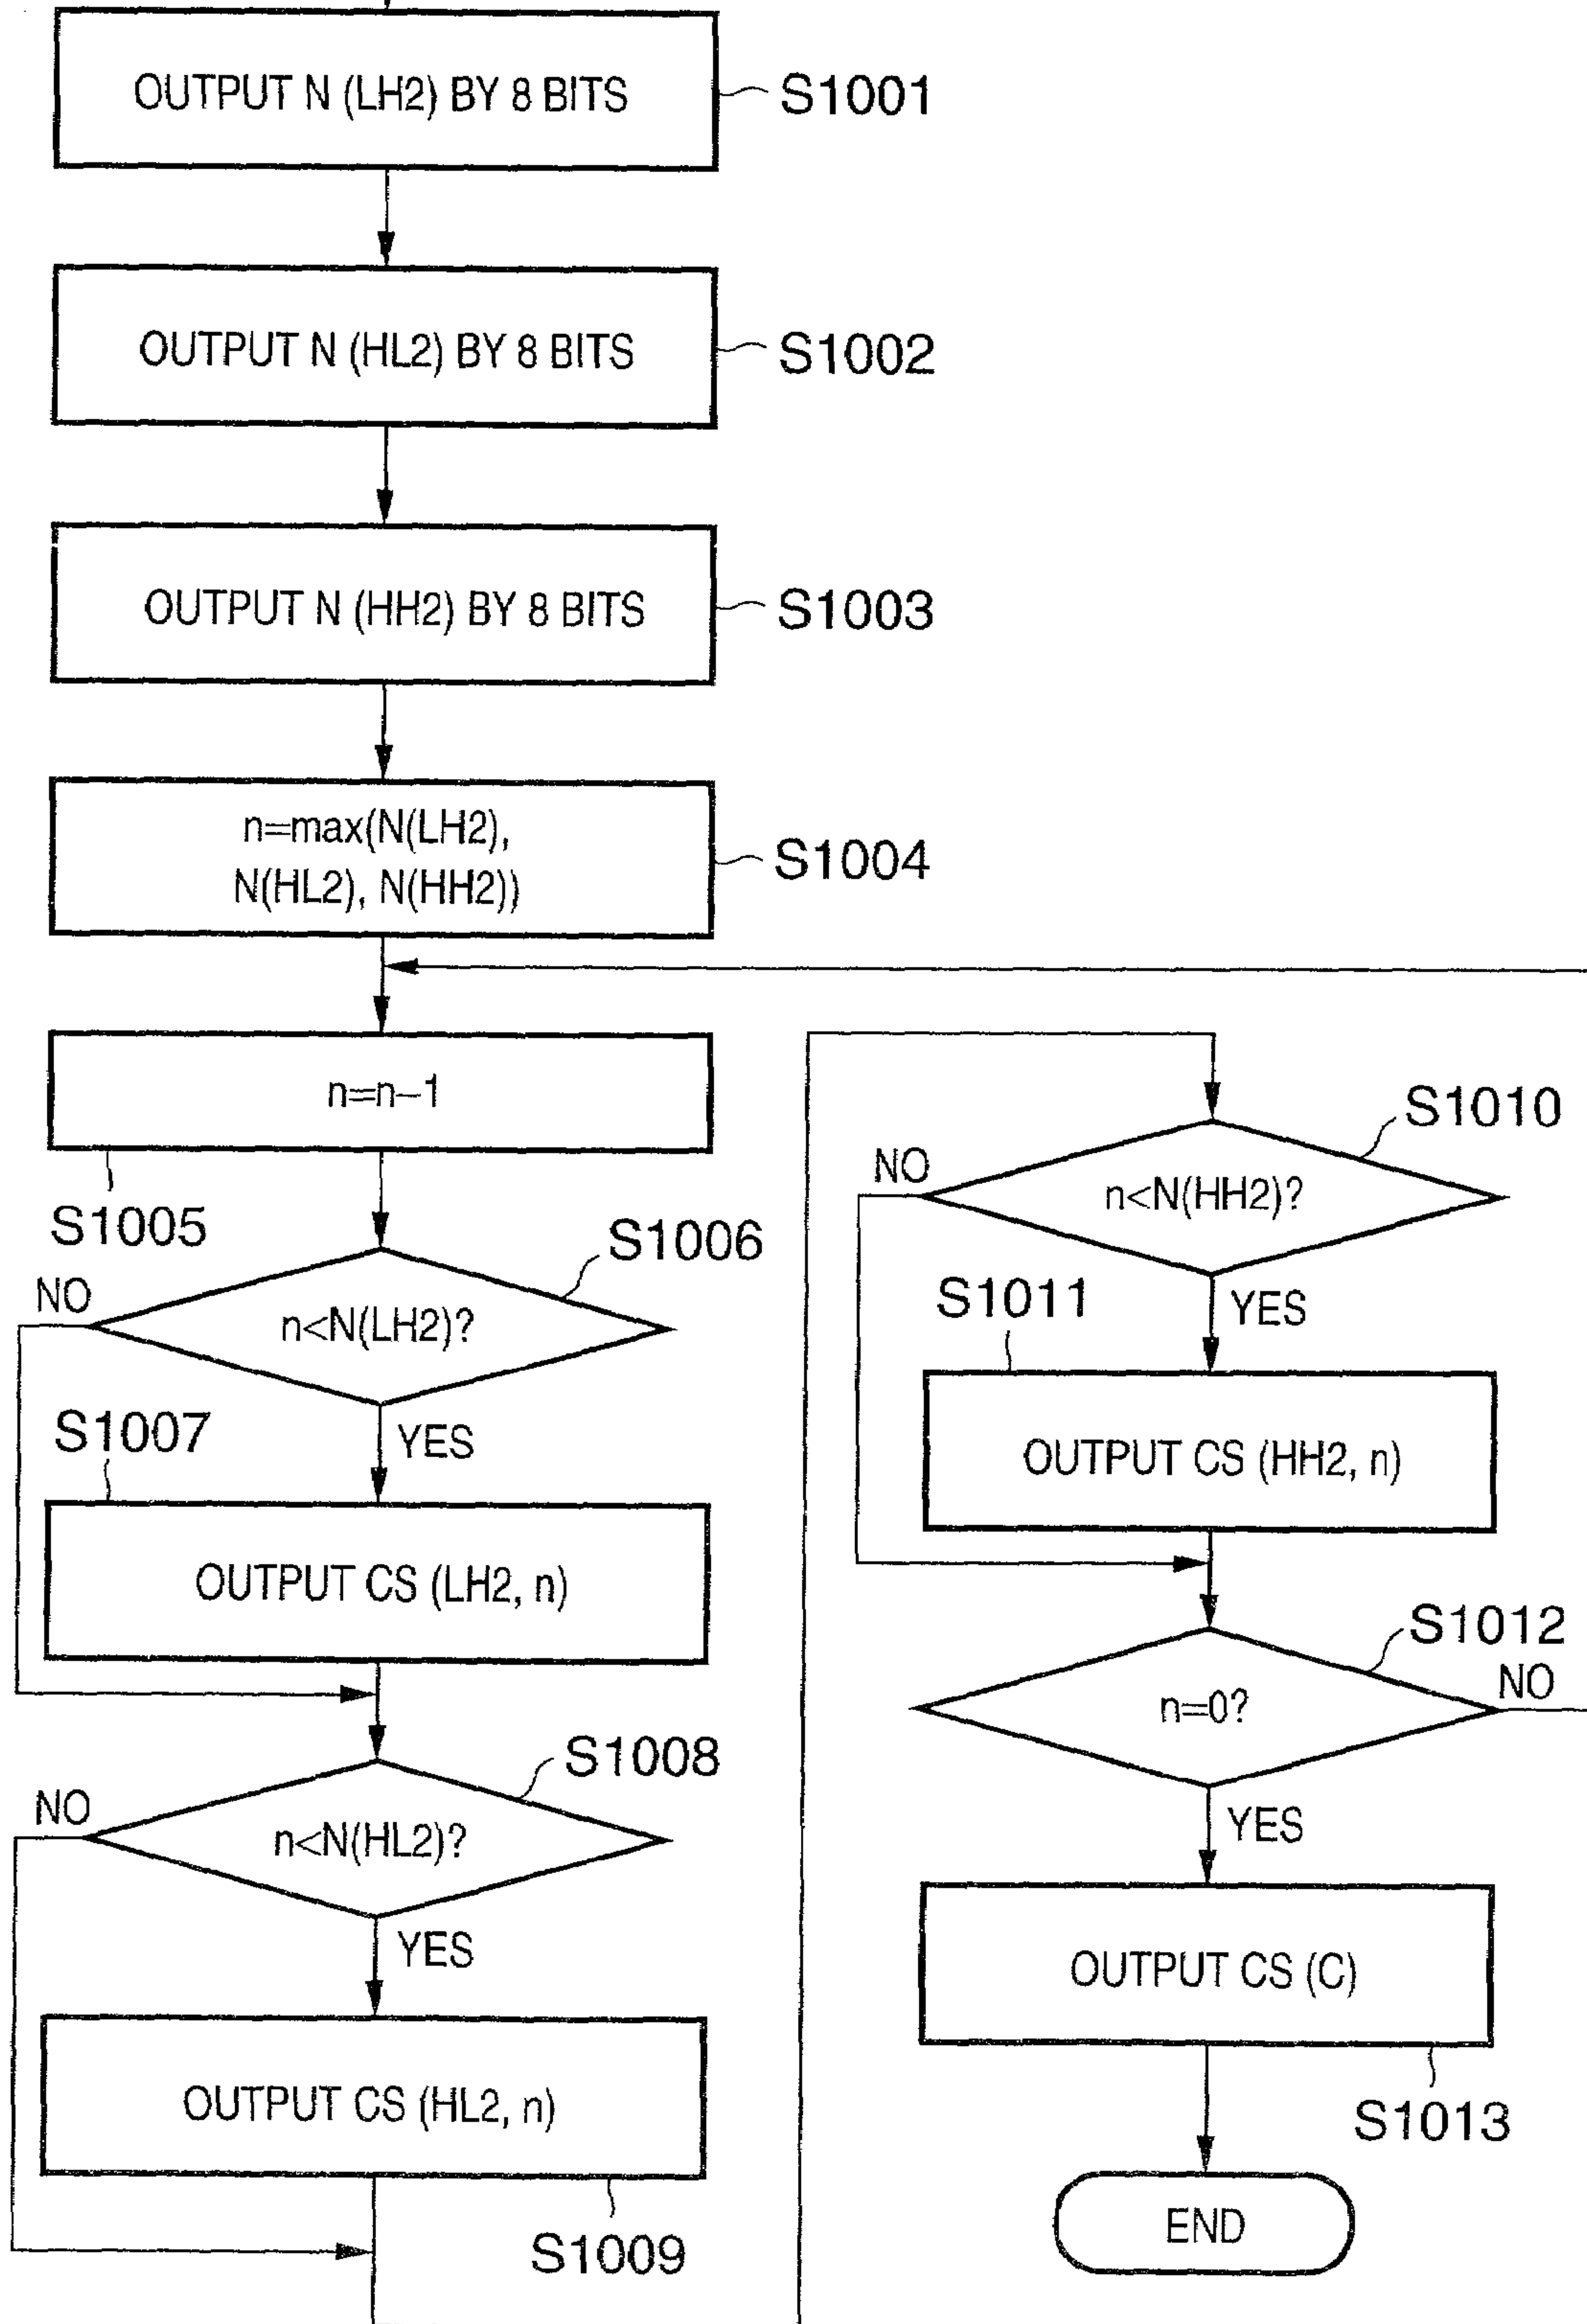 OUTPUT N (LH2) BY 8 BITS
S1001
OUTPUT N (HL2) BY 8 BITS
S1002
OUTPUT N (HH2) BY 8 BITS
S1003
n=max(N(LH2),
N(HL2), N(HH2))
S1004
n=n−1
S1005
n<N(LH2)?
S1006
NO
YES
S1007
OUTPUT CS (LH2, n)
n<N(HL2)?
S1008
NO
YES
OUTPUT CS (HL2, n)
S1009
n<N(HH2)?
S1010
NO
YES
S1011
OUTPUT CS (HH2, n)
n=0?
S1012
NO
YES
OUTPUT CS (C)
S1013
END